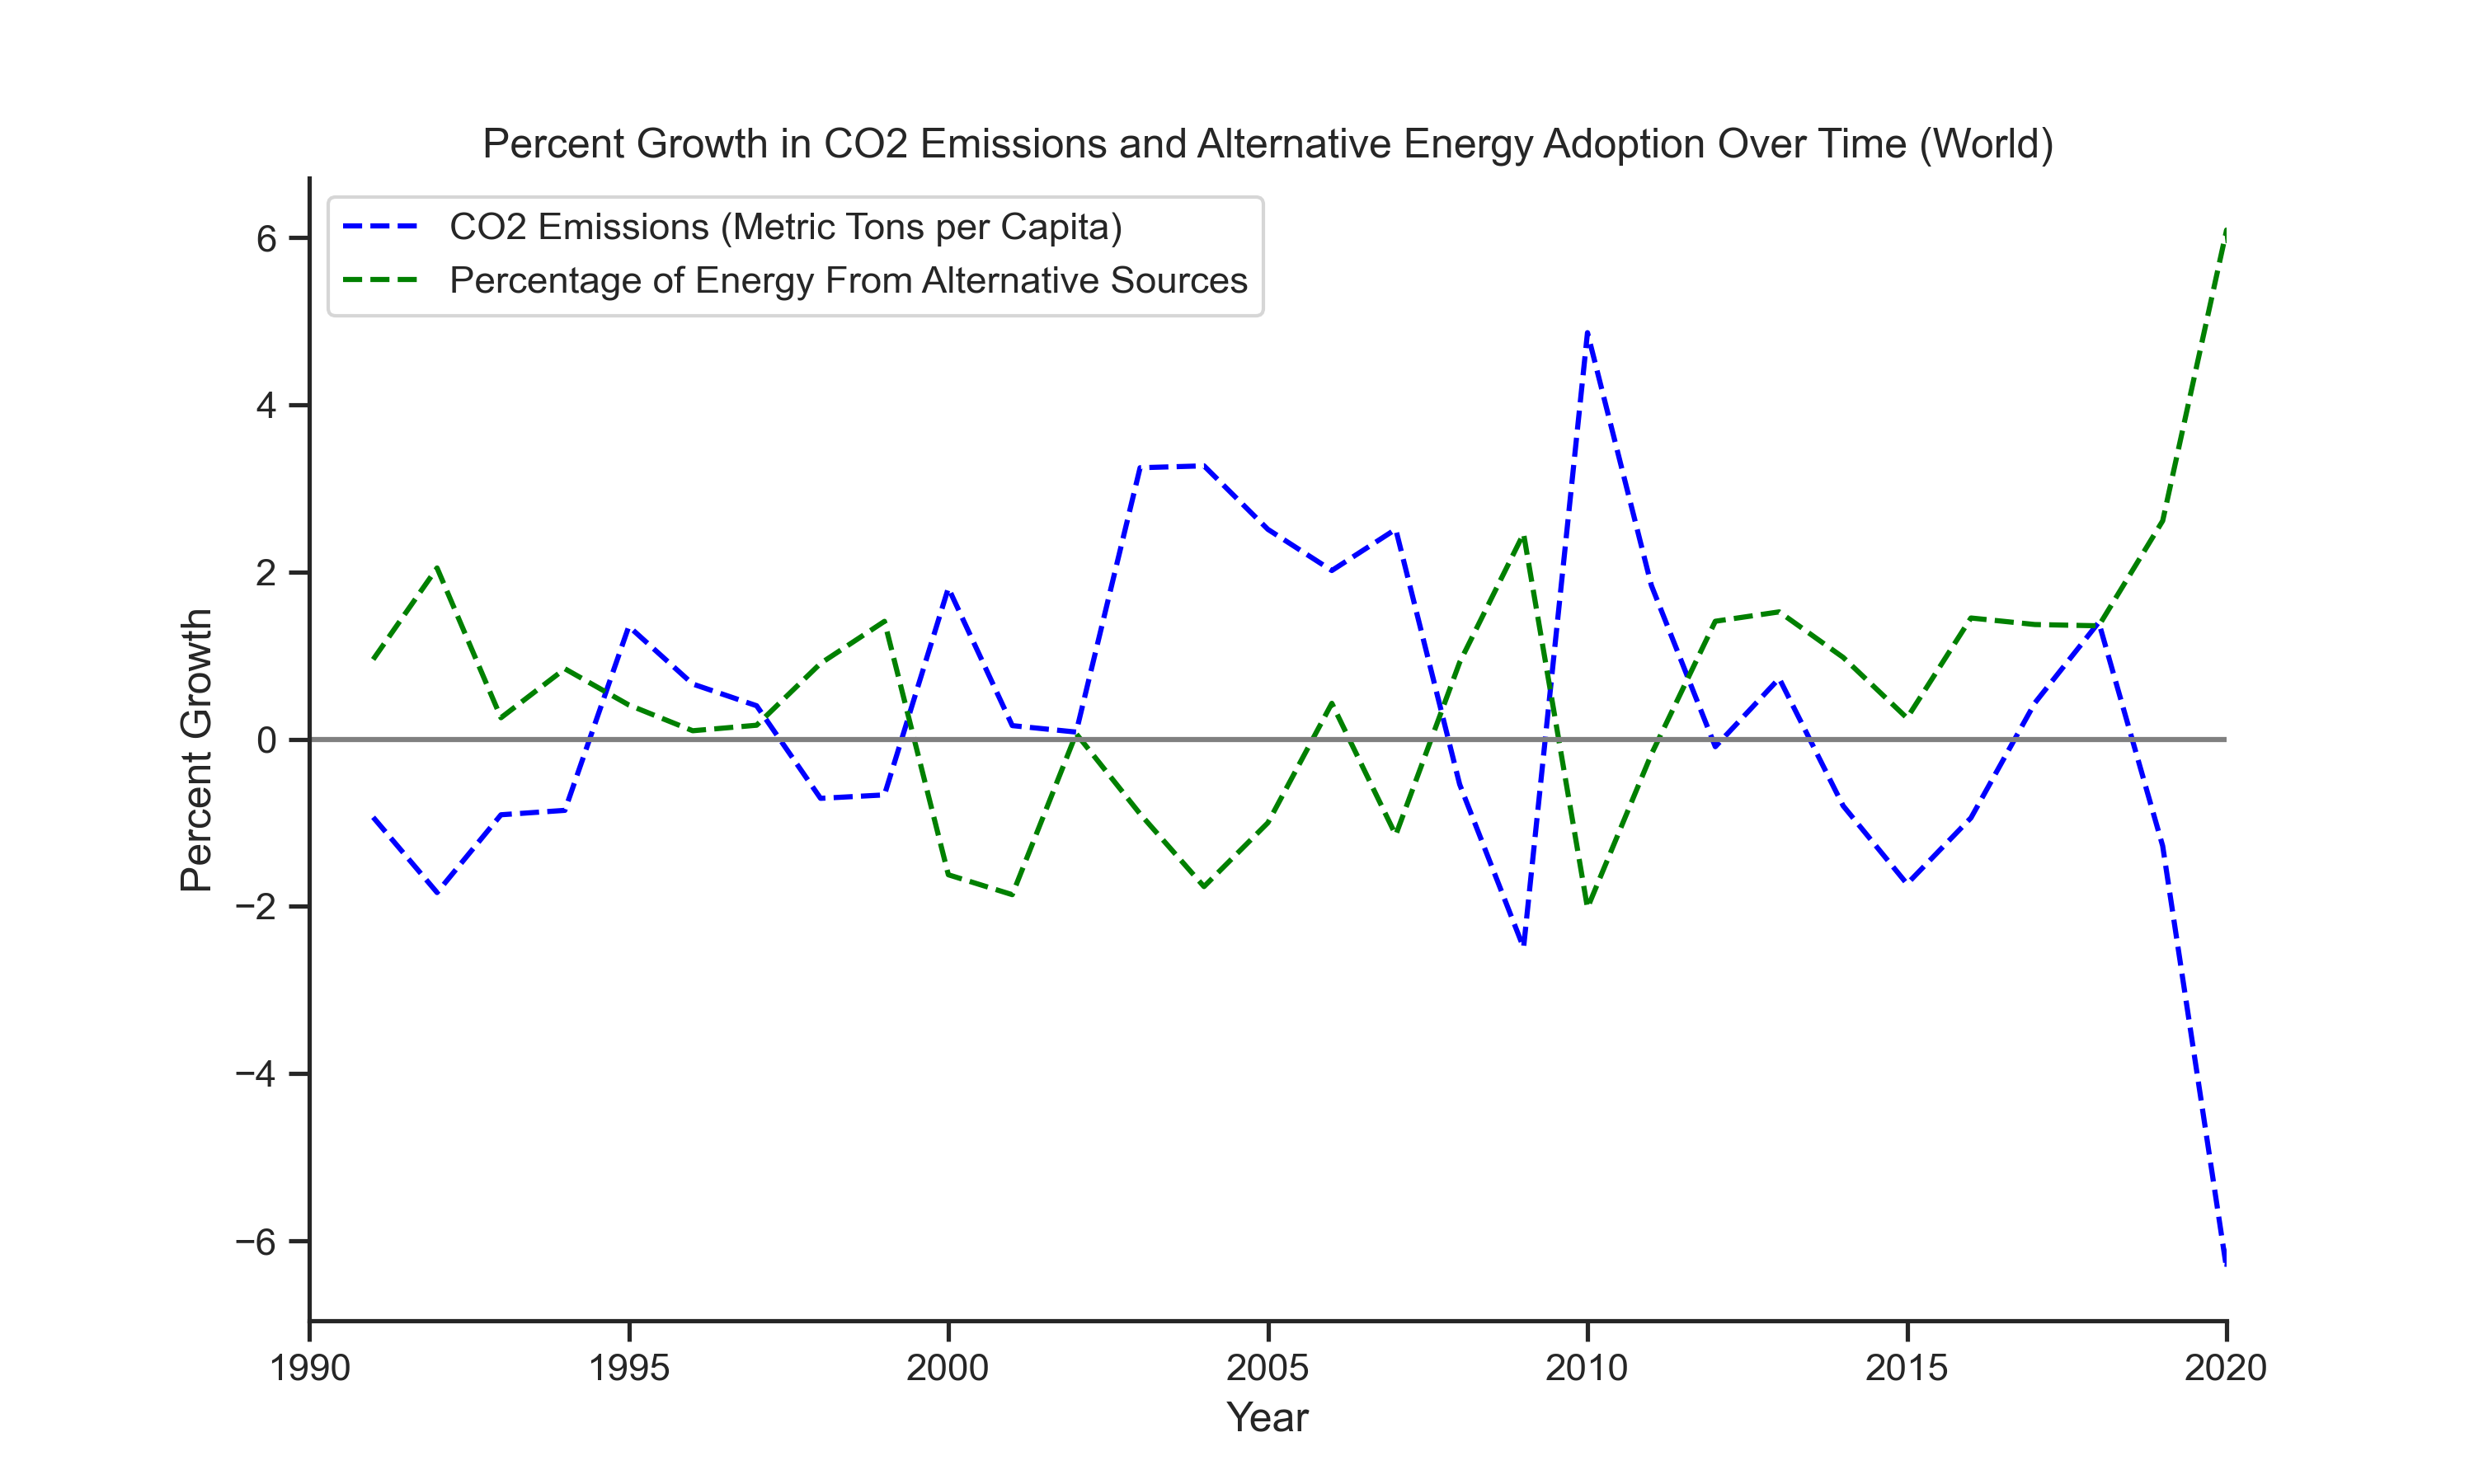 Percent Growth in CO2 Emissions and Alternative Energy Adoption Over Time (World)
CO2 Emissions (Metric Tons per Capita)
Percentage of Energy From Alternative Sources
Percent Growth
6
4
2
0
−2
−4
−6
1990 1995 2000 2005 2010 2015 2020
Year